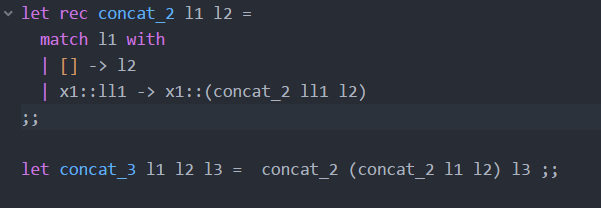 let rec concat_2 l1 l2 =
match l1 with
| [] -> l2
| x1::ll1 -> x1::(concat_2 ll1 l2)
;;
let concat_3 l1 l2 l3 =  concat_2 (concat_2 l1 l2) l3 ;;